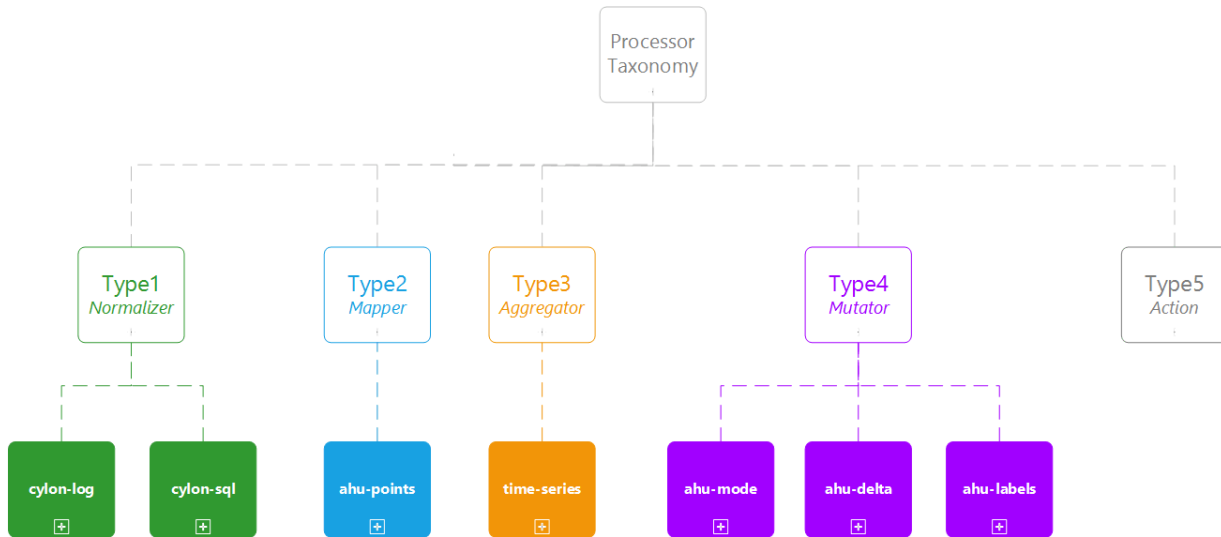 Processor
Taxonomy
Type1
Normalizer
Type2
Mapper
Type3
Aggregator
Type4
Mutator
Type5
Action
cylon-log
cylon-sql
ahu-points
time-series
ahu-mode
ahu-delta
ahu-labels